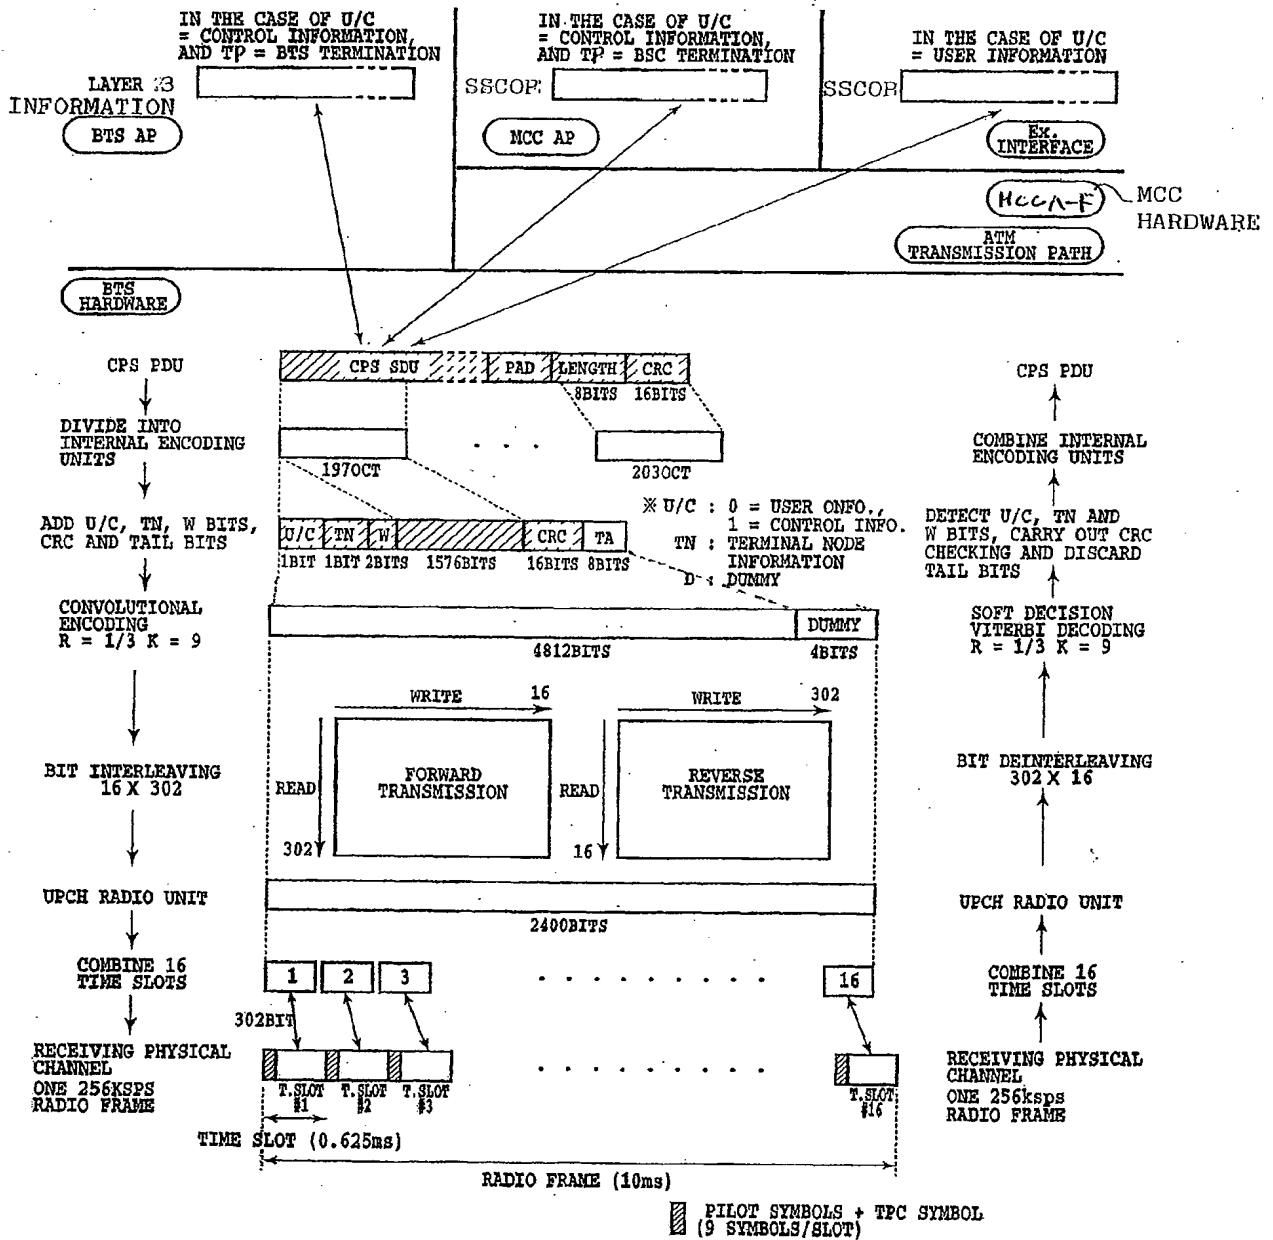 IN THE CASE OF U/C
= CONTROL INFORMATION,
AND TP = BTS TERMINATION
IN THE CASE OF U/C
= CONTROL INFORMATION,
AND TP = BSC TERMINATION
IN THE CASE OF U/C
= USER INFORMATION
LAYER 3
INFORMATION
SSCOP
SSCOP
BTS AP
MCC AP
Ex.
INTERFACE
MCC
HARDWARE
ATM
TRANSMISSION PATH
BTS
HARDWARE
CPS PDU
CPS SDU
PAD
LENGTH
CRC
8BITS
16BITS
CPS PDU
DIVIDE INTO
INTERNAL ENCODING
UNITS
197OCT
. . .
203OCT
COMBINE INTERNAL
ENCODING UNITS
ADD U/C, TN, W BITS,
CRC AND TAIL BITS
U/C
TN
W
CRC
TA
1BIT
1BIT
2BITS
1576BITS
16BITS
8BITS
※ U/C : 0 = USER ONFO.,
1 = CONTROL INFO.
TN : TERMINAL NODE
INFORMATION
D : DUMMY
DETECT U/C, TN AND
W BITS, CARRY OUT CRC
CHECKING AND DISCARD
TAIL BITS
CONVOLUTIONAL
ENCODING
R = 1/3 K = 9
DUMMY
4812BITS
4BITS
SOFT DECISION
VITERBI DECODING
R = 1/3 K = 9
WRITE
16
WRITE
302
BIT INTERLEAVING
16 X 302
READ
FORWARD
TRANSMISSION
302
READ
REVERSE
TRANSMISSION
16
BIT DEINTERLEAVING
302 X 16
UPCH RADIO UNIT
2400BITS
UPCH RADIO UNIT
COMBINE 16
TIME SLOTS
1
2
3
. . . . . . . . .
16
COMBINE 16
TIME SLOTS
302BIT
RECEIVING PHYSICAL
CHANNEL
ONE 256KSPS
RADIO FRAME
T.SLOT
#1
T.SLOT
#2
T.SLOT
#3
. . . . . . . . .
T.SLOT
#16
RECEIVING PHYSICAL
CHANNEL
ONE 256ksps
RADIO FRAME
TIME SLOT (0.625ms)
RADIO FRAME (10ms)
PILOT SYMBOLS + TPC SYMBOL
(9 SYMBOLS/SLOT)